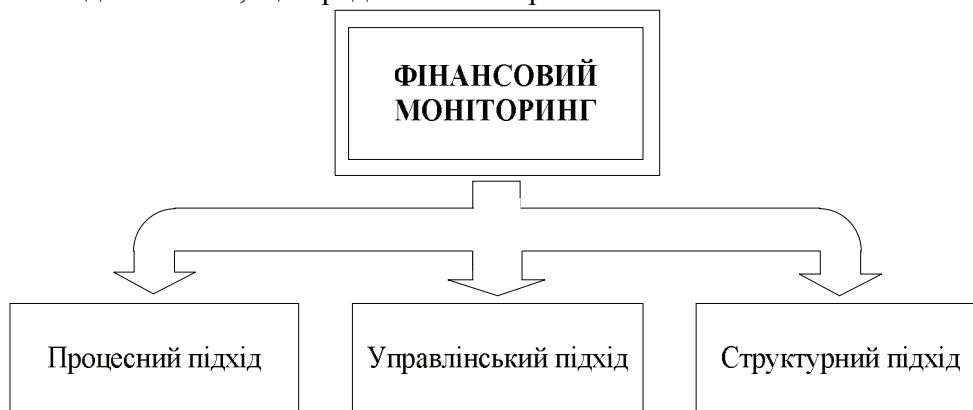 ФІНАНСОВИЙ
МОНІТОРИНГ
Процесний підхід
Управлінський підхід
Структурний підхід